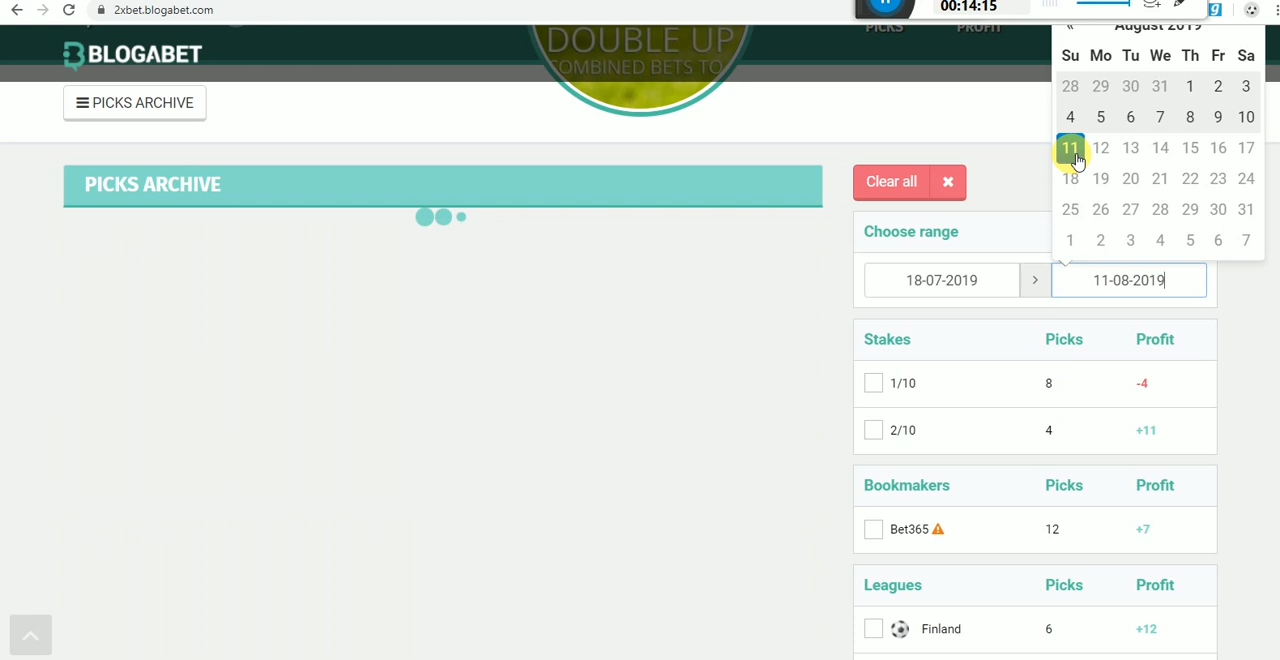 2xbet.blogabet.com
00:14:15
BLOGABET
DOUBLE UP
COMBINED BETS TO
PICKS PROFIT
« August 2019
Su Mo Tu We Th Fr Sa
28 29 30 31 1 2 3
4 5 6 7 8 9 10
11 12 13 14 15 16 17
18 19 20 21 22 23 24
25 26 27 28 29 30 31
1 2 3 4 5 6 7
PICKS ARCHIVE
PICKS ARCHIVE
Clear all
Choose range
18-07-2019 > 11-08-2019
Stakes Picks Profit
1/10 8 -4
2/10 4 +11
Bookmakers Picks Profit
Bet365 12 +7
Leagues Picks Profit
Finland 6 +12